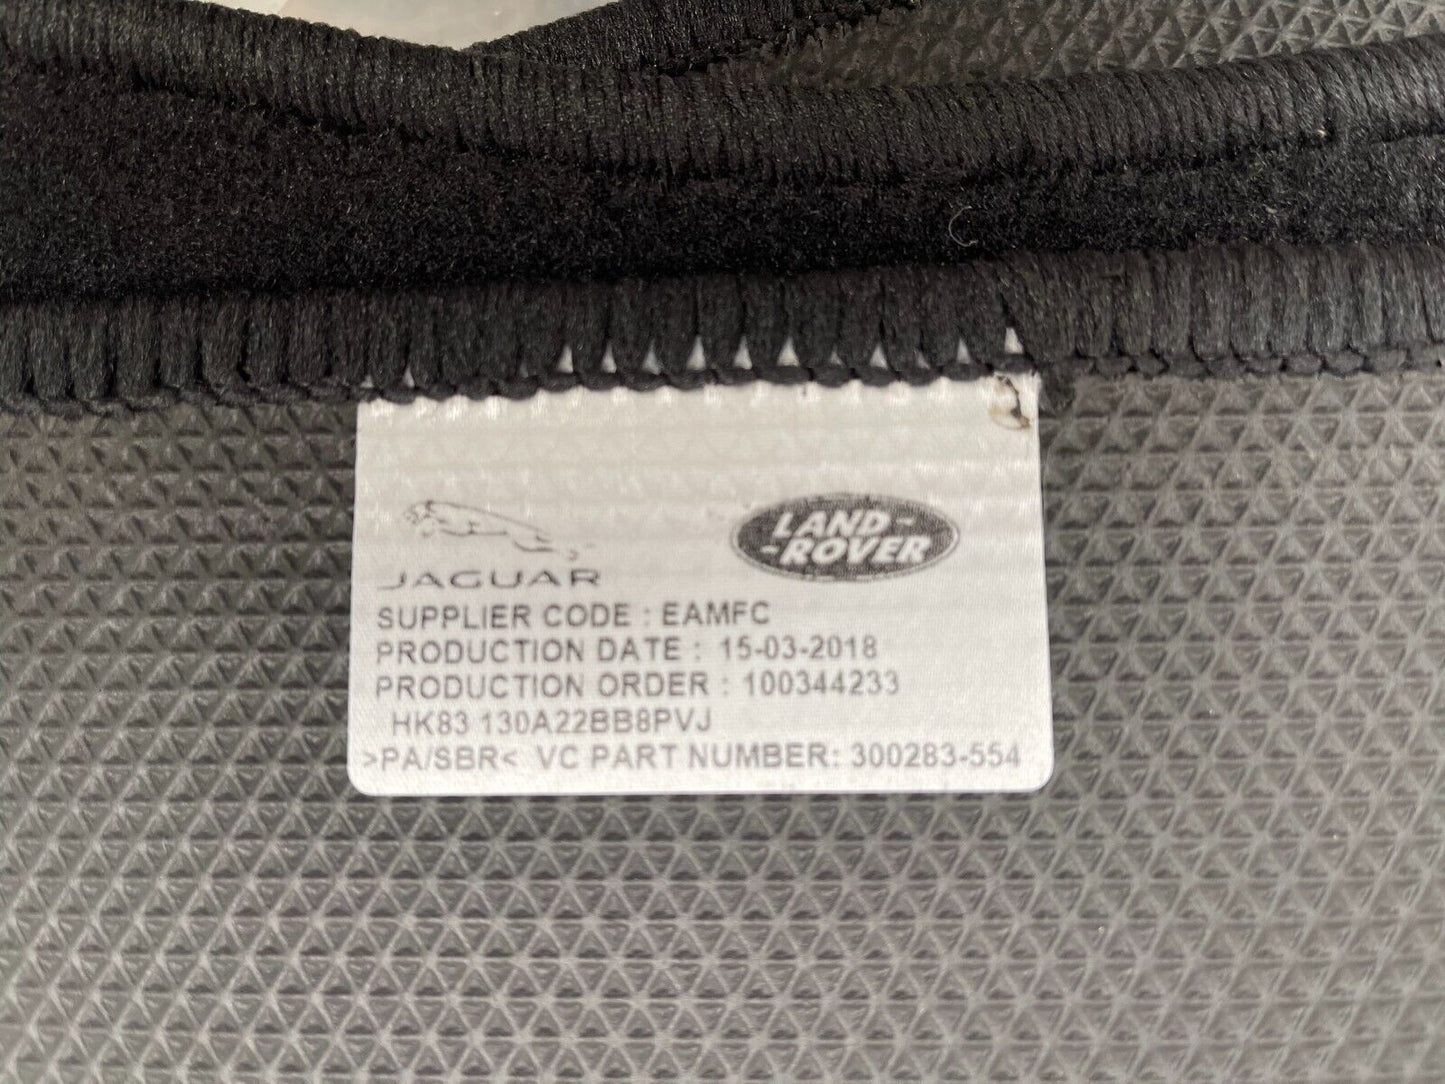 JAGUAR
LAND-
-ROVER
SUPPLIER CODE : EAMFC
PRODUCTION DATE : 15-03-2018
PRODUCTION ORDER : 100344233
HK83 130A22BB8PVJ
>PA/SBR< VC PART NUMBER: 300283-554